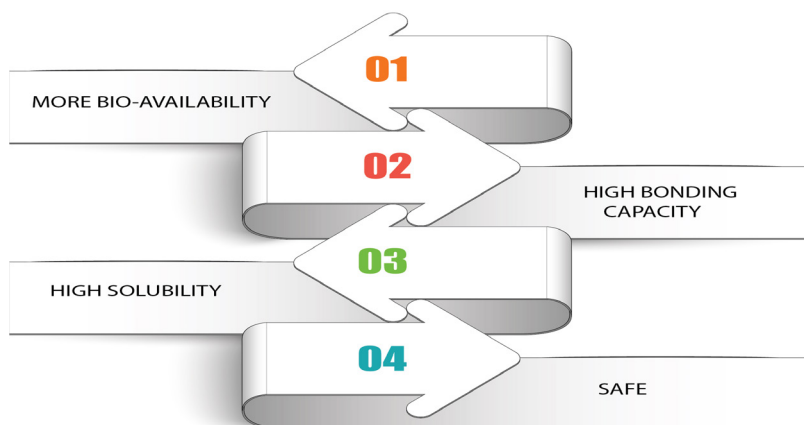 01
MORE BIO-AVAILABILITY
02
HIGH BONDING
CAPACITY
03
HIGH SOLUBILITY
04
SAFE